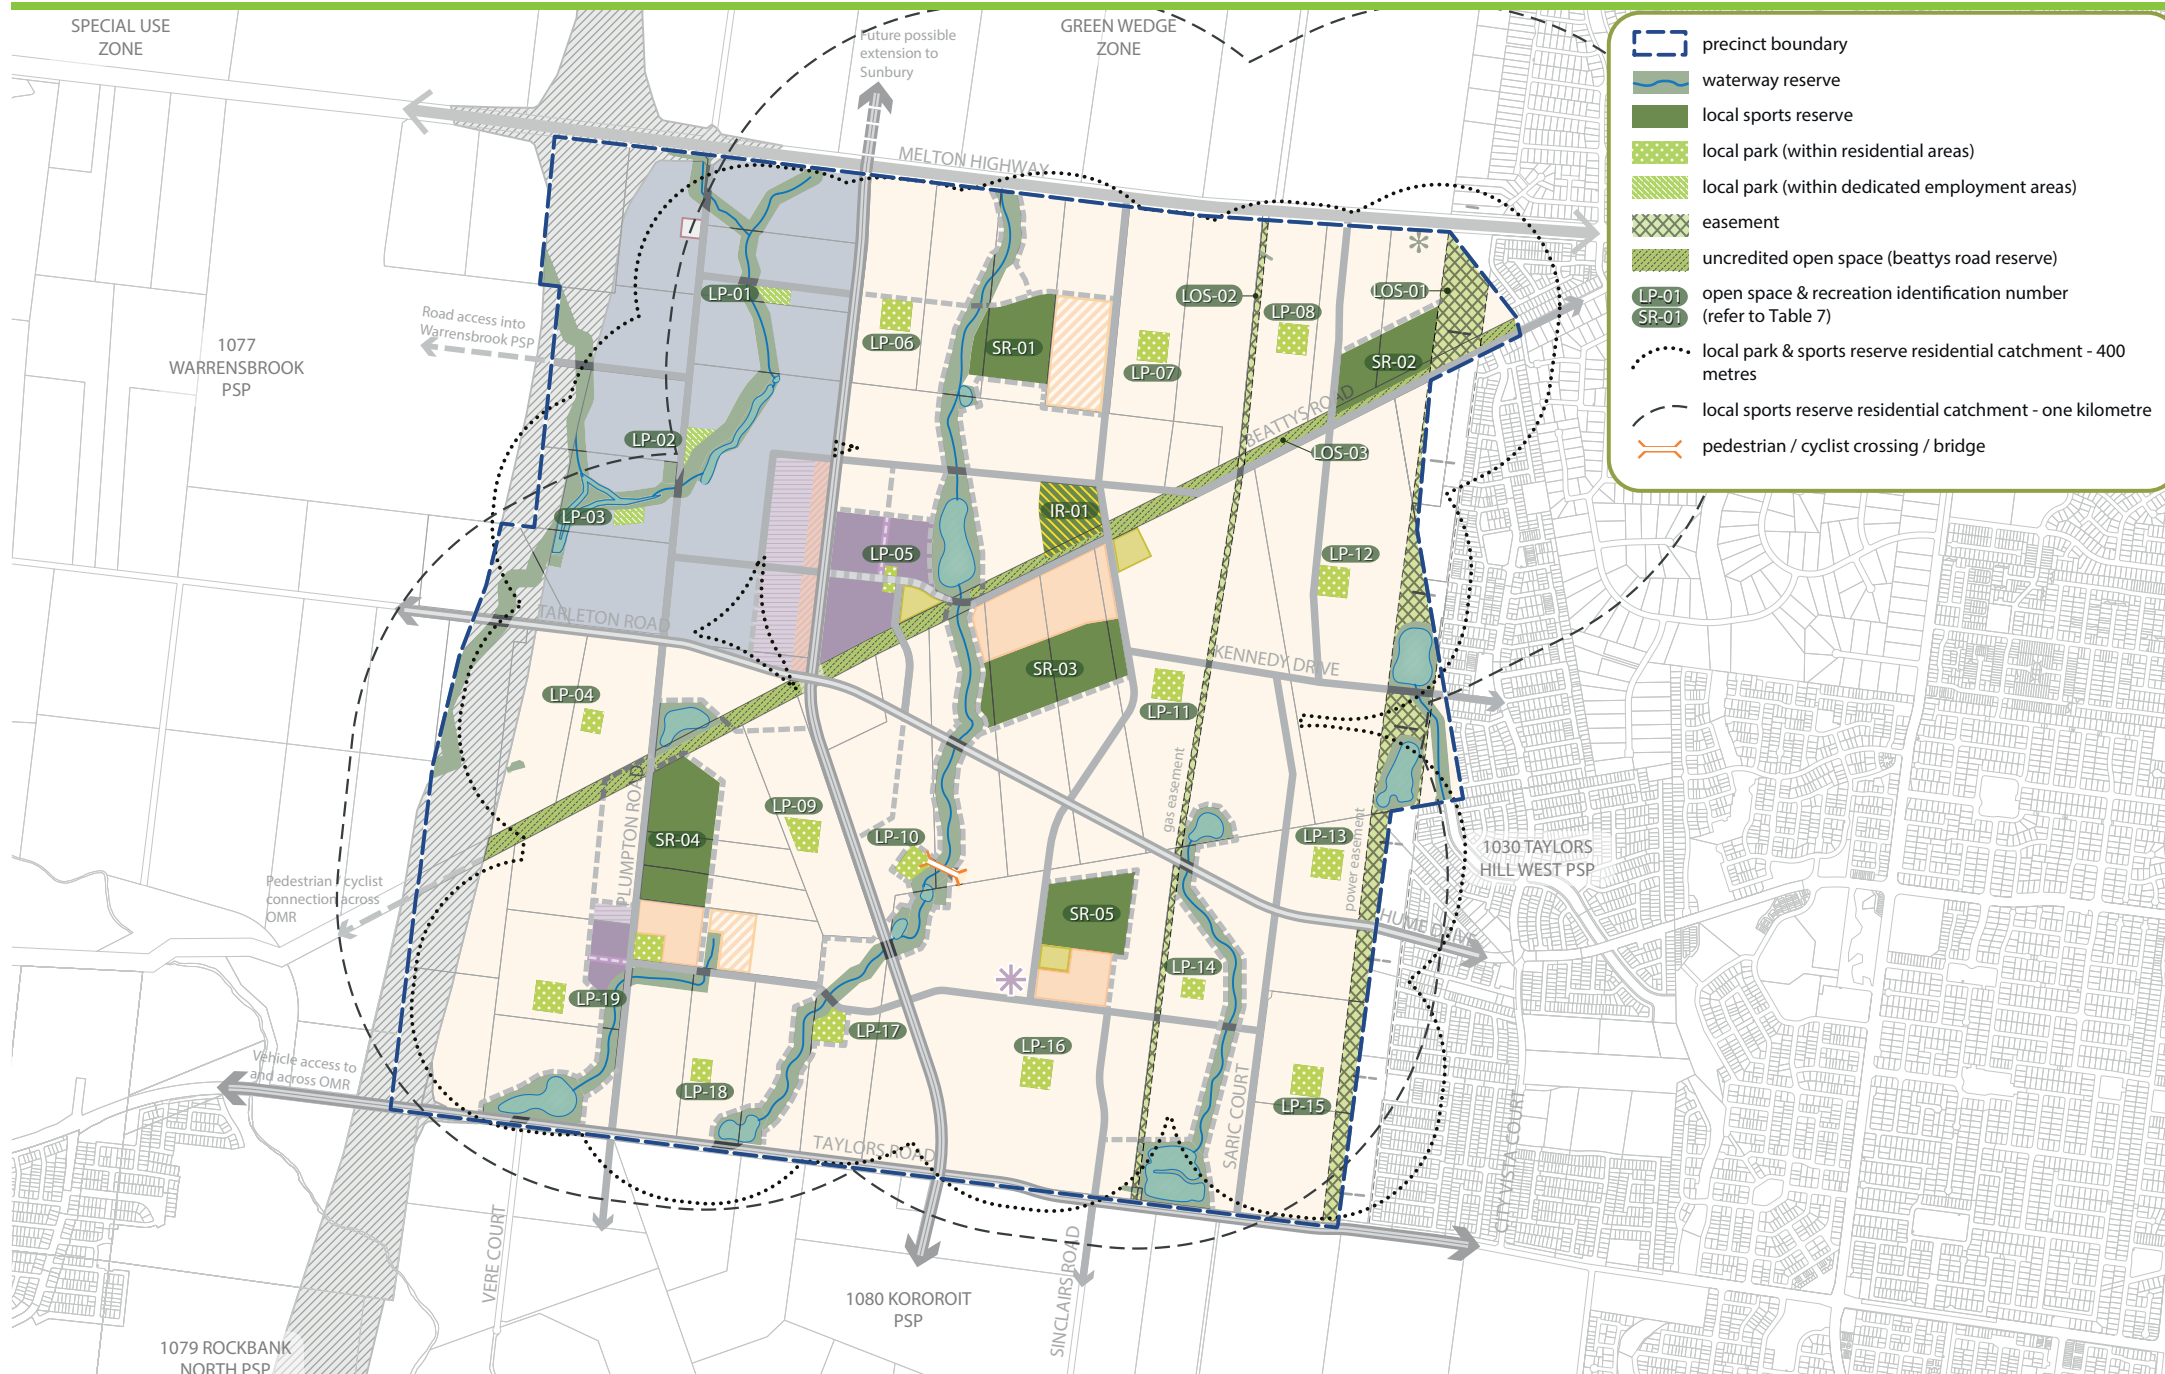 SPECIAL USE
ZONE
GREEN WEDGE
ZONE
Future possible
extension to
Sunbury
MELTON HIGHWAY
precinct boundary
waterway reserve
local sports reserve
local park (within residential areas)
local park (within dedicated employment areas)
easement
uncredited open space (beattys road reserve)
LP-01
SR-01
open space & recreation identification number
(refer to Table 7)
local park & sports reserve residential catchment - 400
metres
local sports reserve residential catchment - one kilometre
pedestrian / cyclist crossing / bridge
LP-01
LOS-02
LOS-01
LP-08
LP-06
SR-01
LP-07
SR-02
Road access into
Warrensbrook PSP
1077
WARRENSBROOK
PSP
BEATTYS ROAD
LP-02
LOS-03
LP-03
IR-01
LP-05
LP-12
TARLETON ROAD
KENNEDY DRIVE
SR-03
LP-04
LP-11
gas easement
PLUMPTON ROAD
LP-09
LP-10
SR-04
LP-13
power easement
1030 TAYLORS
HILL WEST PSP
Pedestrian / cyclist
connection across
OMR
SR-05
HUME DRIVE
LP-14
LP-19
LP-17
LP-16
Vehicle access to
and across OMR
LP-18
LP-15
SARIC COURT
CITY VISTA COURT
TAYLORS ROAD
VERE COURT
SINCLAIRS ROAD
1080 KOROROIT
PSP
1079 ROCKBANK
NORTH PSP